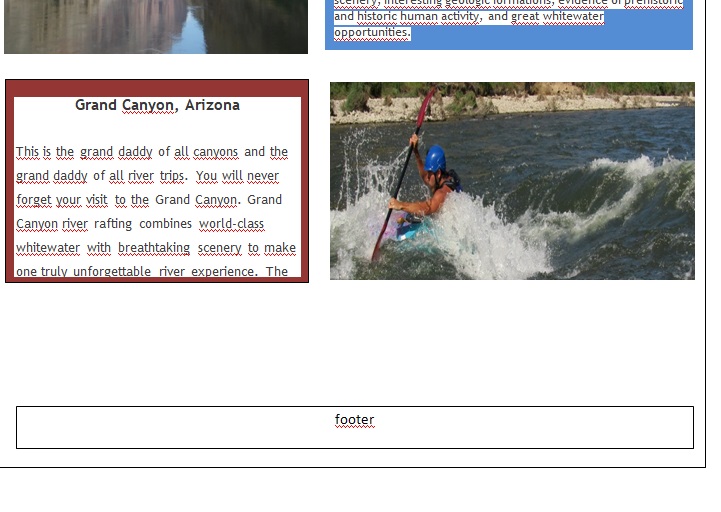 scenery, interesting geologic formations, evidence of prehistoric
and historic human activity, and great whitewater
opportunities.
Grand Canyon, Arizona
This is the grand daddy of all canyons and the
grand daddy of all river trips. You will never
forget your visit to the Grand Canyon. Grand
Canyon river rafting combines world-class
whitewater with breathtaking scenery to make
one truly unforgettable river experience. The
footer